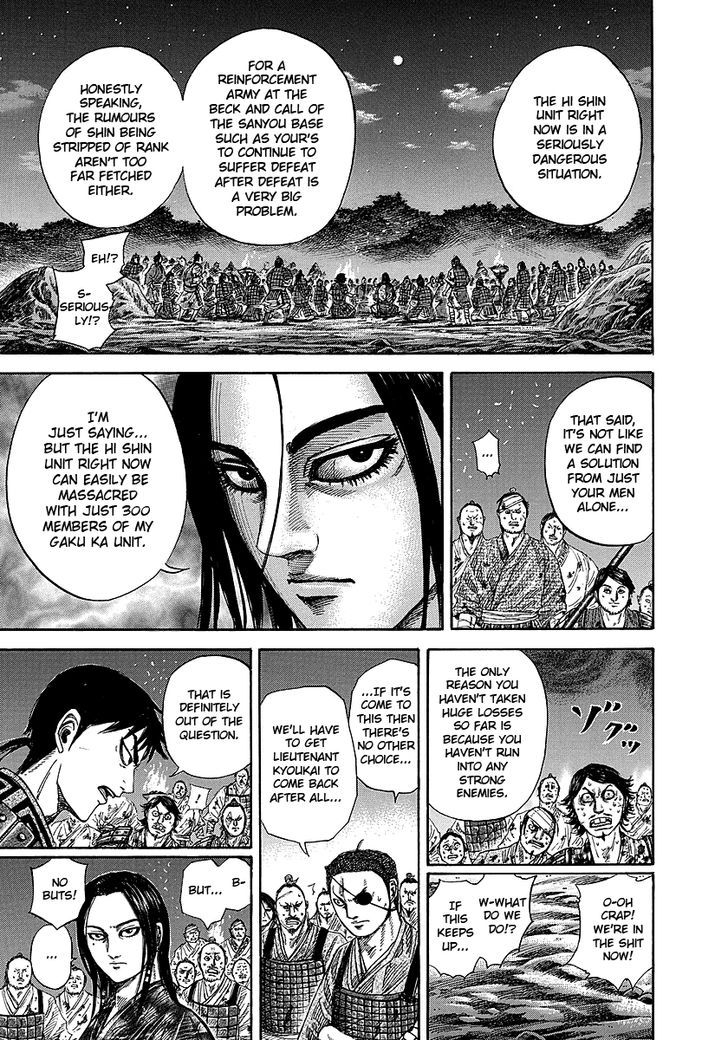 THE HI SHIN
UNIT RIGHT
NOW IS IN A
SERIOUSLY
DANGEROUS
SITUATION.
FOR A
REINFORCEMENT
ARMY AT THE
BECK AND CALL OF
THE SANYOU BASE
SUCH AS YOUR'S
TO CONTINUE TO
SUFFER DEFEAT
AFTER DEFEAT IS
A VERY BIG
PROBLEM.
HONESTLY
SPEAKING,
THE RUMOURS
OF SHIN BEING
STRIPPED OF RANK
AREN'T TOO
FAR FETCHED
EITHER.
EH!?
S-
SERIOUS-
LY!?
THAT SAID,
IT'S NOT LIKE
WE CAN FIND
A SOLUTION
FROM JUST
YOUR MEN
ALONE...
...
I'M
JUST SAYING...
BUT THE HI SHIN
UNIT RIGHT NOW
CAN EASILY BE
MASSACRED
WITH JUST 300
MEMBERS OF MY
GAKU KA UNIT.
THE ONLY
REASON YOU
HAVEN'T TAKEN
HUGE LOSSES
SO FAR IS
BECAUSE YOU
HAVEN'T RUN
INTO ANY
STRONG
ENEMIES.
ゾクッ
O-OH
CRAP!
WE'RE IN
THE SHIT
NOW!
W-WHAT
DO WE
DO!?
IF
THIS
KEEPS
UP...
...IF IT'S
COME TO
THIS THEN
THERE'S
NO OTHER
CHOICE...
WE'LL HAVE
TO GET
LIEUTENANT
KYOUKAI TO
COME BACK
AFTER ALL...
THAT IS
DEFINITELY
OUT OF THE
QUESTION.
!
B-
BUT...
NO
BUTS!
...